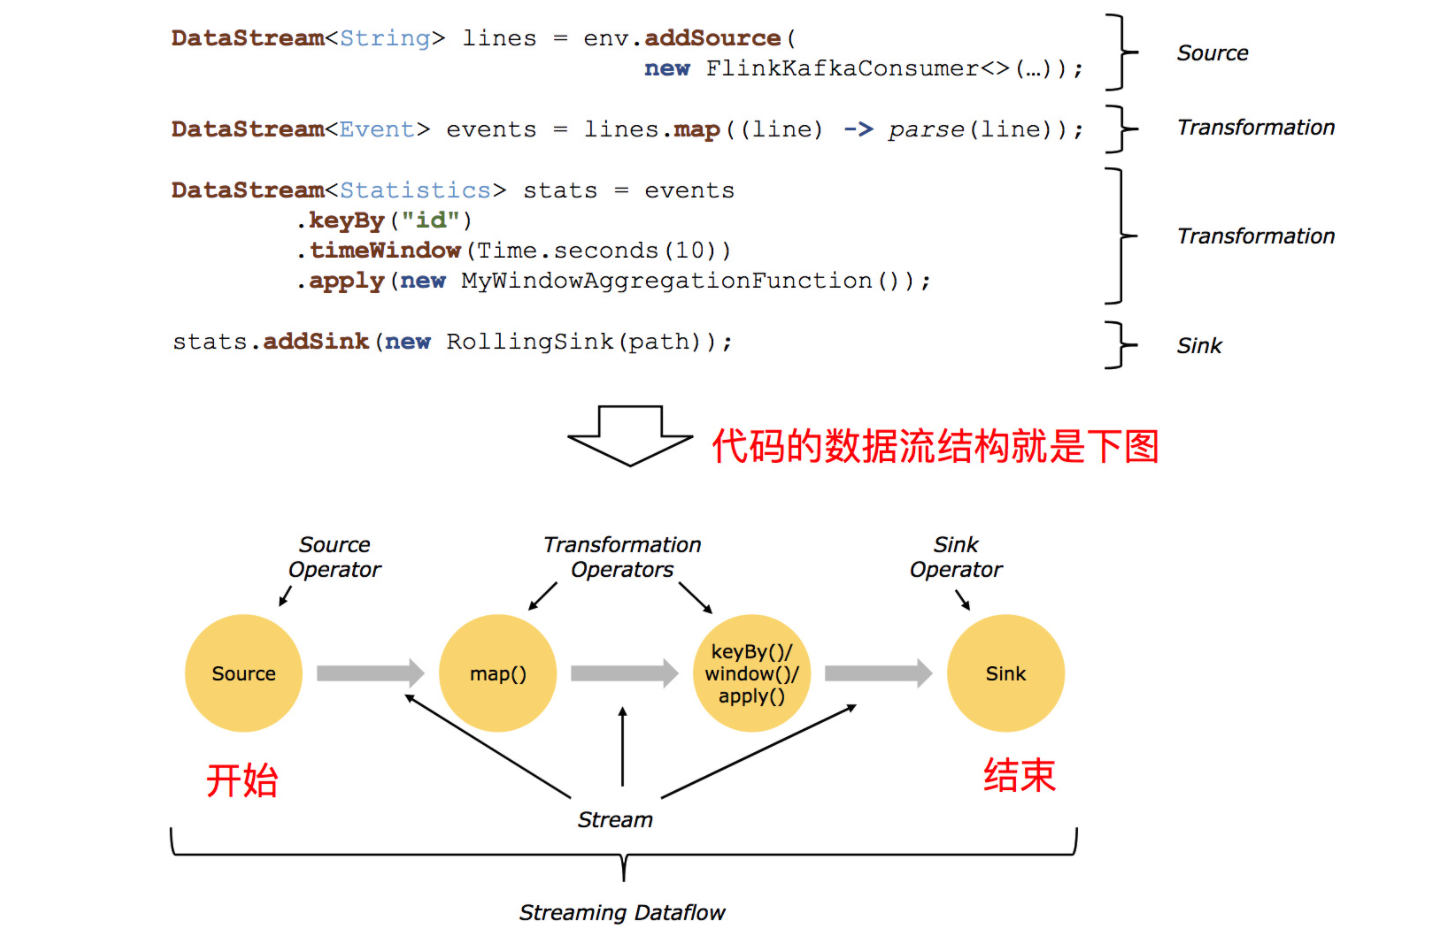 DataStream<String> lines = env.addSource(
new FlinkKafkaConsumer<>(…));
Source
DataStream<Event> events = lines.map((line) -> parse(line));
Transformation
DataStream<Statistics> stats = events
.keyBy("id")
.timeWindow(Time.seconds(10))
.apply(new MyWindowAggregationFunction());
Transformation
stats.addSink(new RollingSink(path));
Sink
代码的数据流结构就是下图
Source
Operator
Transformation
Operators
Sink
Operator
Source
map()
keyBy()/
window()/
apply()
Sink
开始
结束
Stream
Streaming Dataflow